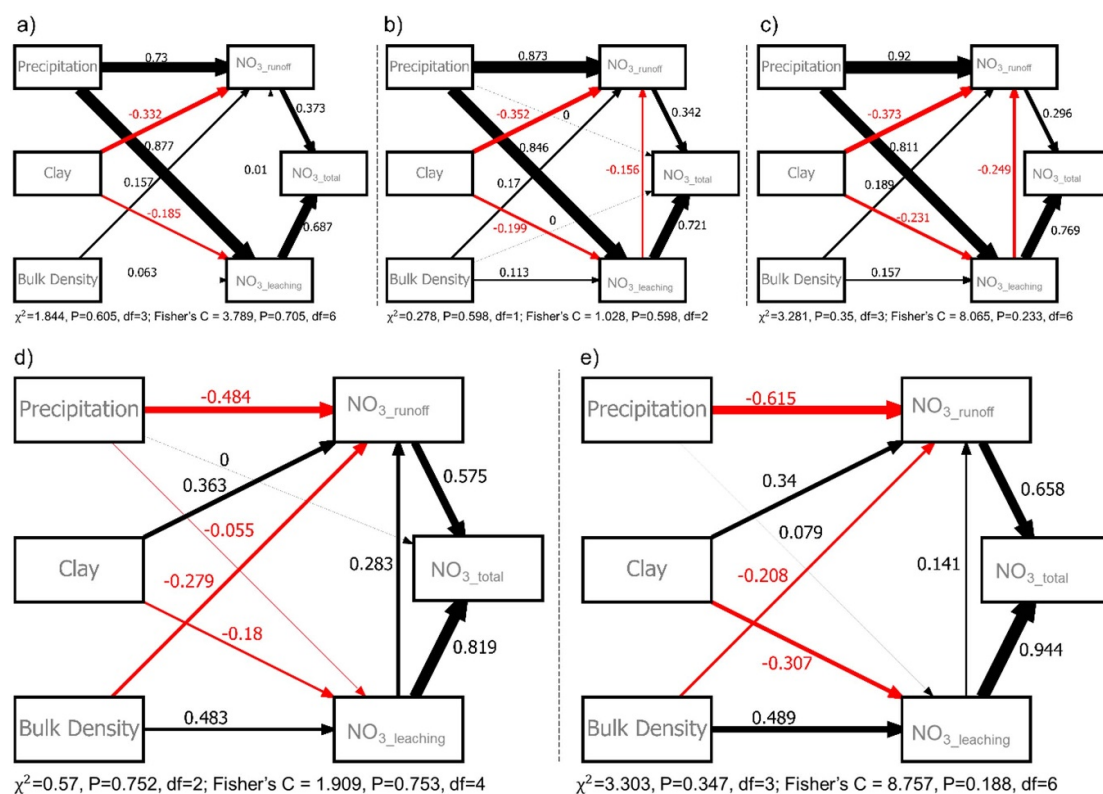 a)
Precipitation
0.73
NO3_runoff
-0.332
0.373
0.877
Clay
0.01
NO3_total
0.157
-0.185
0.687
Bulk Density
0.063
NO3_leaching
χ²=1.844, P=0.605, df=3; Fisher's C = 3.789, P=0.705, df=6
b)
Precipitation
0.873
NO3_runoff
-0.352
0
0.342
0.846
Clay
-0.156
NO3_total
0.17
-0.199
0
0.721
Bulk Density
0.113
NO3_leaching
χ²=0.278, P=0.598, df=1; Fisher's C = 1.028, P=0.598, df=2
c)
Precipitation
0.92
NO3_runoff
-0.373
0.296
0.811
Clay
-0.249
NO3_total
0.189
-0.231
0.769
Bulk Density
0.157
NO3_leaching
χ²=3.281, P=0.35, df=3; Fisher's C = 8.065, P=0.233, df=6
d)
Precipitation
-0.484
NO3_runoff
0
0.363
0.575
-0.055
Clay
0.283
NO3_total
-0.279
-0.18
0.819
Bulk Density
0.483
NO3_leaching
χ²=0.57, P=0.752, df=2; Fisher's C = 1.909, P=0.753, df=4
e)
Precipitation
-0.615
NO3_runoff
0.34
0.658
0.079
Clay
0.141
NO3_total
-0.208
-0.307
0.944
Bulk Density
0.489
NO3_leaching
χ²=3.303, P=0.347, df=3; Fisher's C = 8.757, P=0.188, df=6